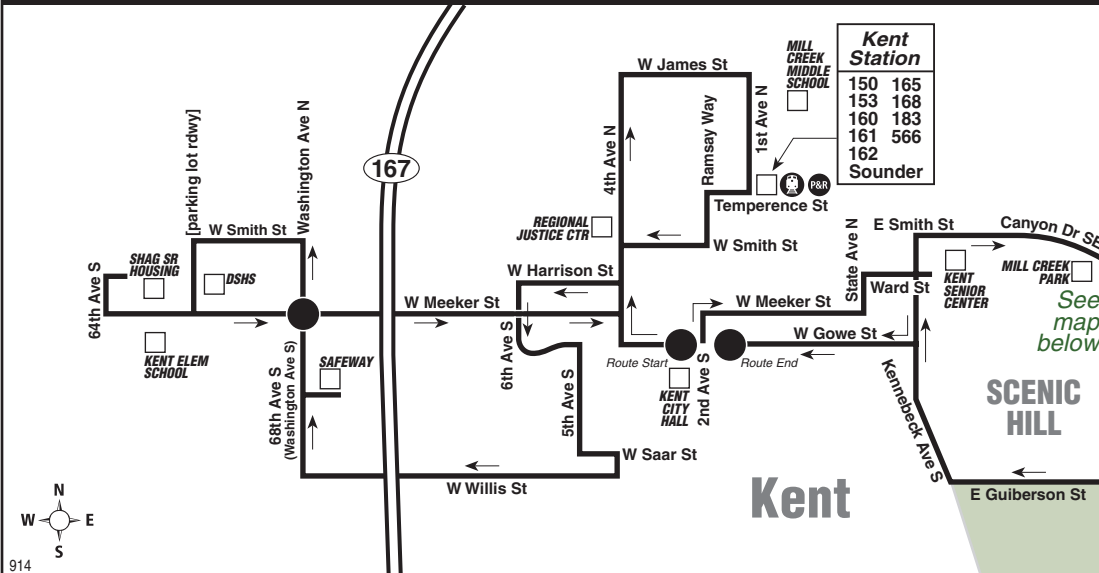 Kent
Station
150 165
153 168
160 183
161 566
162
Sounder
MILL
CREEK
MIDDLE
SCHOOL
W James St
1st Ave N
Ramsay Way
4th Ave N
167
Washington Ave N
[parking lot rdwy]
P&R
Temperence St
REGIONAL
JUSTICE CTR
W Smith St
W Smith St
E Smith St
Canyon Dr SE
SHAG SR
HOUSING
DSHS
64th Ave S
W Harrison St
W Meeker St
W Meeker St
State Ave N
Ward St
KENT
SENIOR
CENTER
MILL CREEK
PARK
See
map
below
W Gowe St
KENT ELEM
SCHOOL
SAFEWAY
6th Ave S
Route Start
Route End
68th Ave S
(Washington Ave S)
5th Ave S
KENT
CITY
HALL
2nd Ave S
Kennebeck Ave S
SCENIC
HILL
W Saar St
W Willis St
Kent
E Guiberson St
N
W E
S
914